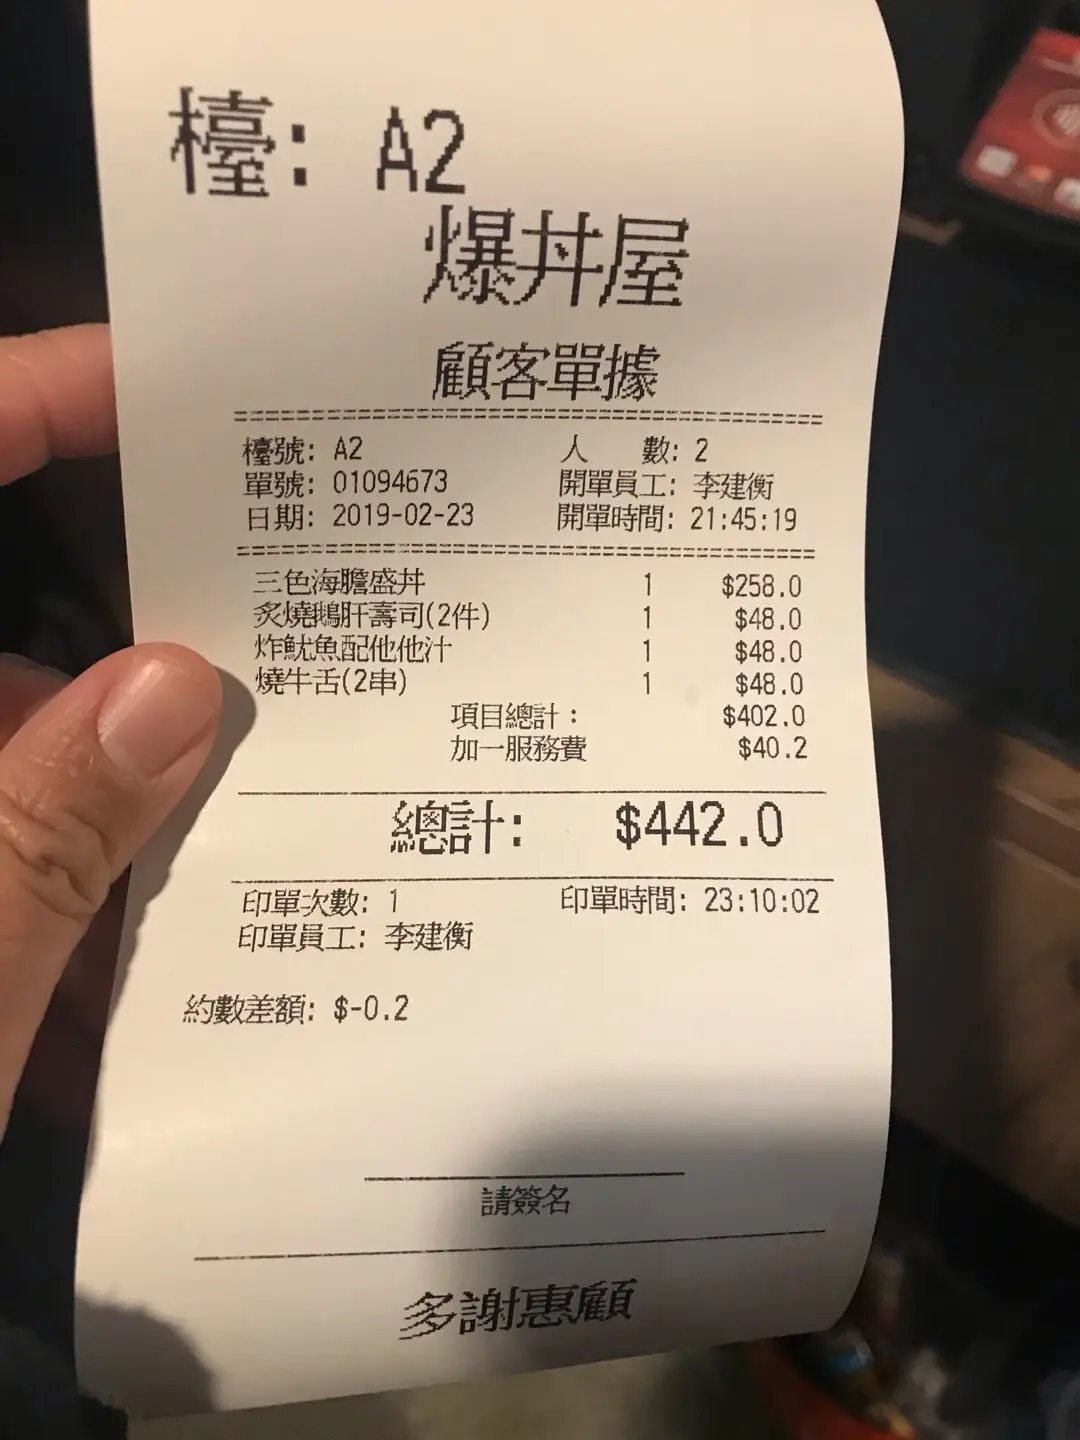 檯: A2
爆丼屋
顧客單據
檯號: A2 人 數: 2
單號: 01094673 開單員工: 李建衡
日期: 2019-02-23 開單時間: 21:45:19
三色海膽盛丼 1 $258.0
炙燒鵝肝壽司(2件) 1 $48.0
炸魷魚配他他汁 1 $48.0
燒牛舌(2串) 1 $48.0
項目總計: $402.0
加一服務費 $40.2
總計: $442.0
印單次數: 1 印單時間: 23:10:02
印單員工: 李建衡
約數差額: $-0.2
請簽名
多謝惠顧